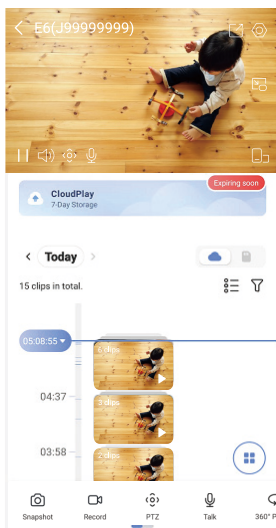 E6(J99999999)
Expiring soon
CloudPlay
7-Day Storage
Today
15 clips in total.
05:08:55
6 clips
04:37
3 clips
03:58
2 clips
Snapshot
Record
PTZ
Talk
360° P